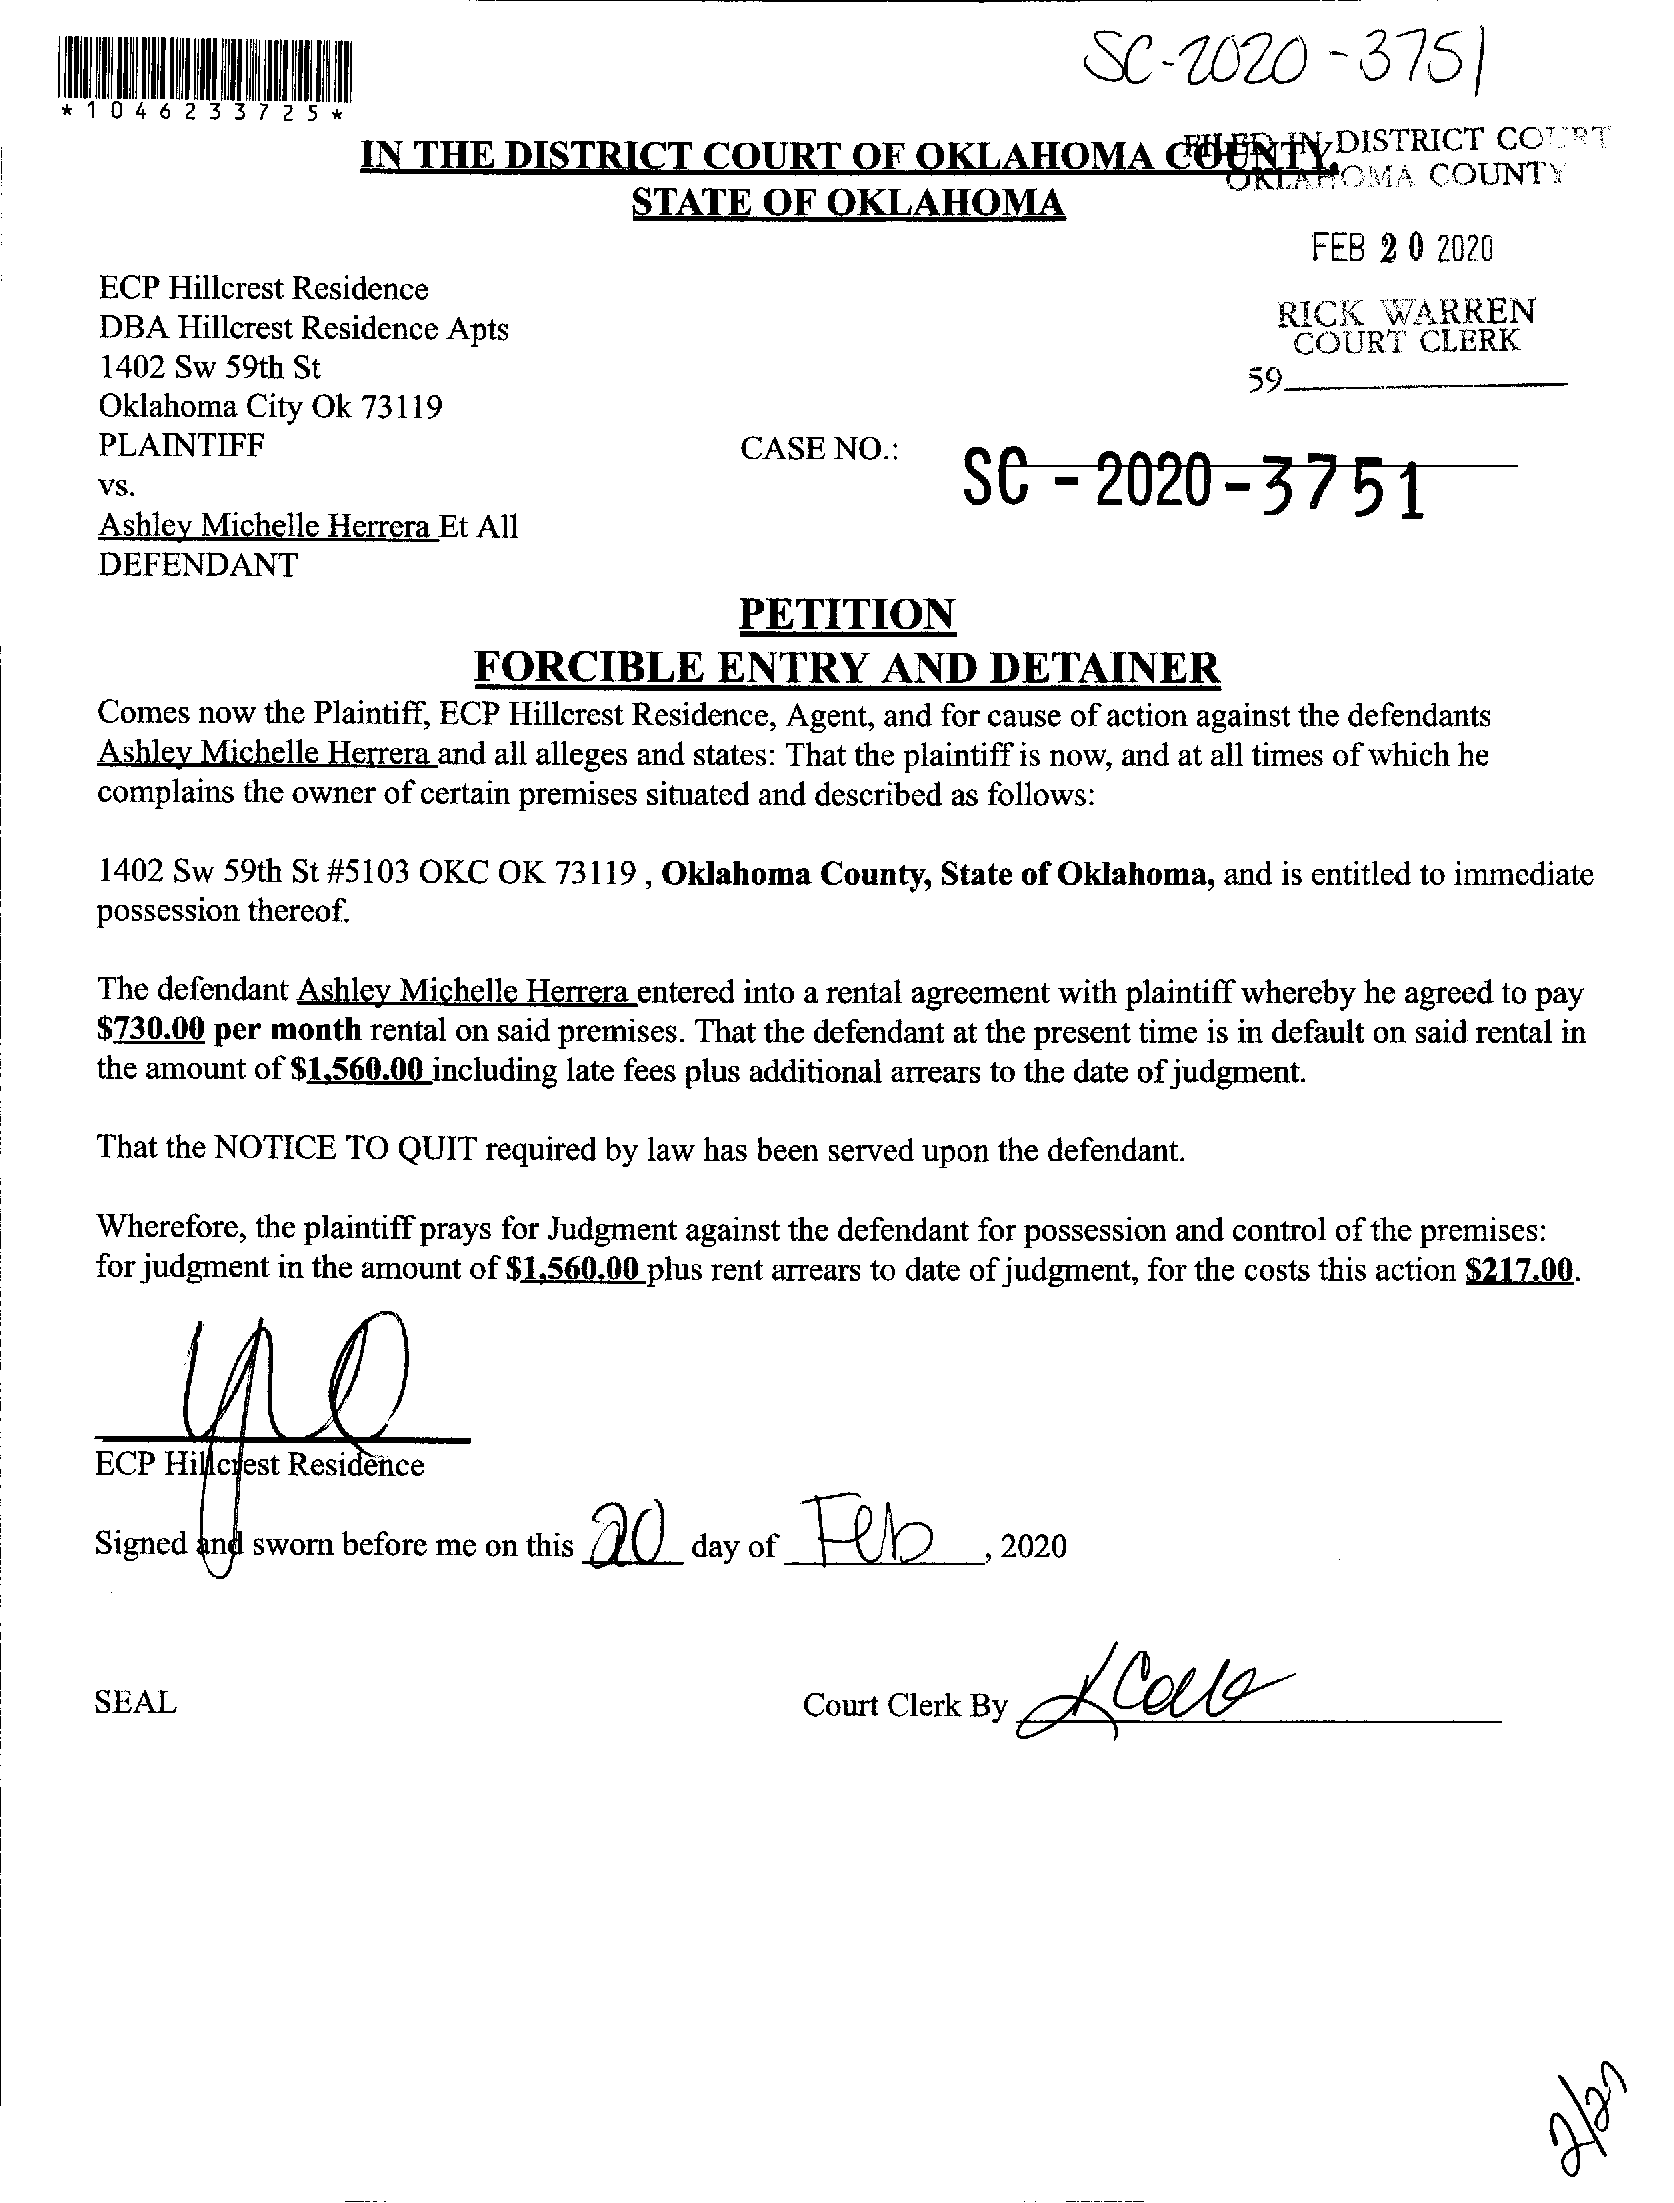 SC-2020-3751
*1046233725*
IN THE DISTRICT COURT OF OKLAHOMA COUNTY,
STATE OF OKLAHOMA
FILED IN DISTRICT COURT
OKLAHOMA COUNTY
FEB 20 2020
RICK WARREN
COURT CLERK
59
ECP Hillcrest Residence
DBA Hillcrest Residence Apts
1402 Sw 59th St
Oklahoma City Ok 73119
PLAINTIFF
CASE NO.: SC-2020-3751
vs.
Ashley Michelle Herrera Et All
DEFENDANT
PETITION
FORCIBLE ENTRY AND DETAINER
Comes now the Plaintiff, ECP Hillcrest Residence, Agent, and for cause of action against the defendants
Ashley Michelle Herrera and all alleges and states: That the plaintiff is now, and at all times of which he
complains the owner of certain premises situated and described as follows:
1402 Sw 59th St #5103 OKC OK 73119 , Oklahoma County, State of Oklahoma, and is entitled to immediate
possession thereof.
The defendant Ashley Michelle Herrera entered into a rental agreement with plaintiff whereby he agreed to pay
$730.00 per month rental on said premises. That the defendant at the present time is in default on said rental in
the amount of $1,560.00 including late fees plus additional arrears to the date of judgment.
That the NOTICE TO QUIT required by law has been served upon the defendant.
Wherefore, the plaintiff prays for Judgment against the defendant for possession and control of the premises:
for judgment in the amount of $1,560.00 plus rent arrears to date of judgment, for the costs this action $217.00.
ECP Hillcrest Residence
Signed and sworn before me on this 20 day of Feb, 2020
SEAL
Court Clerk By
2/27